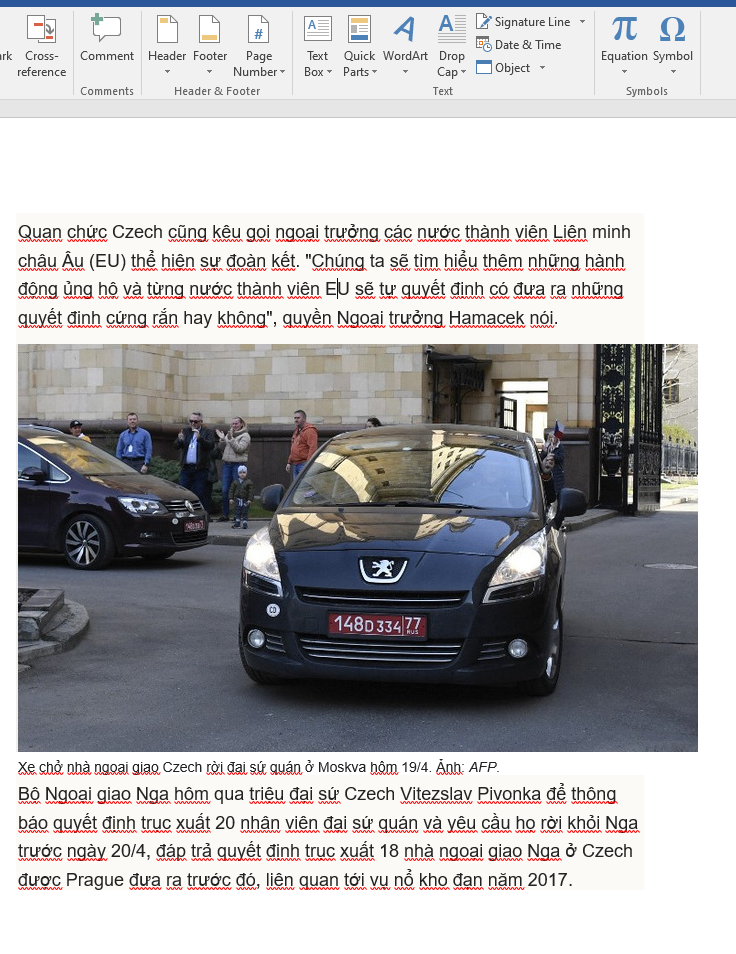 rk
Cross-
reference
Comment
Comments
Header
Footer
Page
Number
Header & Footer
Text
Box
Quick
Parts
WordArt
Drop
Cap
Signature Line
Date & Time
Object
Text
Equation
Symbol
Symbols
Quan chức Czech cũng kêu gọi ngoại trưởng các nước thành viên Liên minh
châu Âu (EU) thể hiện sự đoàn kết. "Chúng ta sẽ tìm hiểu thêm những hành
động ủng hộ và từng nước thành viên EU sẽ tự quyết định có đưa ra những
quyết định cứng rắn hay không", quyền Ngoại trưởng Hamacek nói.
148D334 77
RUS
CD
Xe chở nhà ngoại giao Czech rời đại sứ quán ở Moskva hôm 19/4. Ảnh: AFP.
Bộ Ngoại giao Nga hôm qua triệu đại sứ Czech Vitezslav Pivonka để thông
báo quyết định trục xuất 20 nhân viên đại sứ quán và yêu cầu họ rời khỏi Nga
trước ngày 20/4, đáp trả quyết định trục xuất 18 nhà ngoại giao Nga ở Czech
được Prague đưa ra trước đó, liên quan tới vụ nổ kho đạn năm 2017.